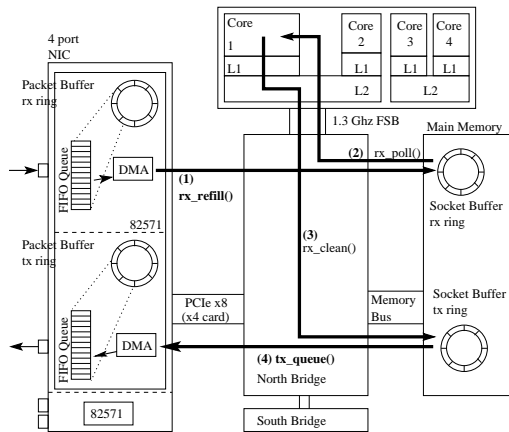 4 port
NIC
Packet Buffer
rx ring
FIFO Queue
DMA
82571
Packet Buffer
tx ring
FIFO Queue
DMA
82571
Core
1
L1
Core
2
L1
Core
3
L1
Core
4
L1
L2
L2
1.3 Ghz FSB
Main Memory
(2)
rx_poll()
(1)
rx_refill()
Socket Buffer
rx ring
(3)
rx_clean()
PCIe x8
(x4 card)
Memory
Bus
Socket Buffer
tx ring
(4) tx_queue()
North Bridge
South Bridge